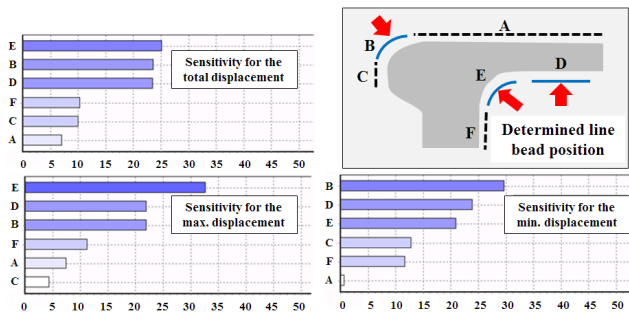 E
B
D
F
C
A
Sensitivity for the
total displacement
0 5 10 15 20 25 30 35 40 45 50
A
B
C
D
E
F
Determined line
bead position
E
D
B
F
A
C
Sensitivity for the
max. displacement
0 5 10 15 20 25 30 35 40 45 50
B
D
E
C
F
A
Sensitivity for the
min. displacement
0 5 10 15 20 25 30 35 40 45 50